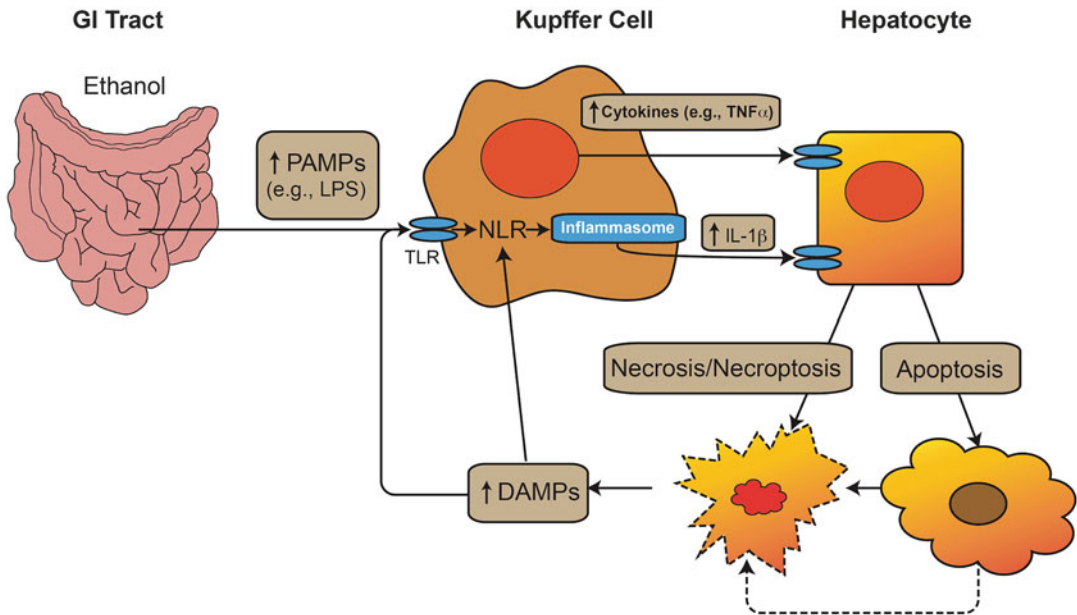 GI Tract
Kupffer Cell
Hepatocyte
Ethanol
↑ Cytokines (e.g., TNFα)
↑ PAMPs
(e.g., LPS)
TLR
NLR
Inflammasome
↑ IL-1β
Necrosis/Necroptosis
Apoptosis
↑ DAMPs